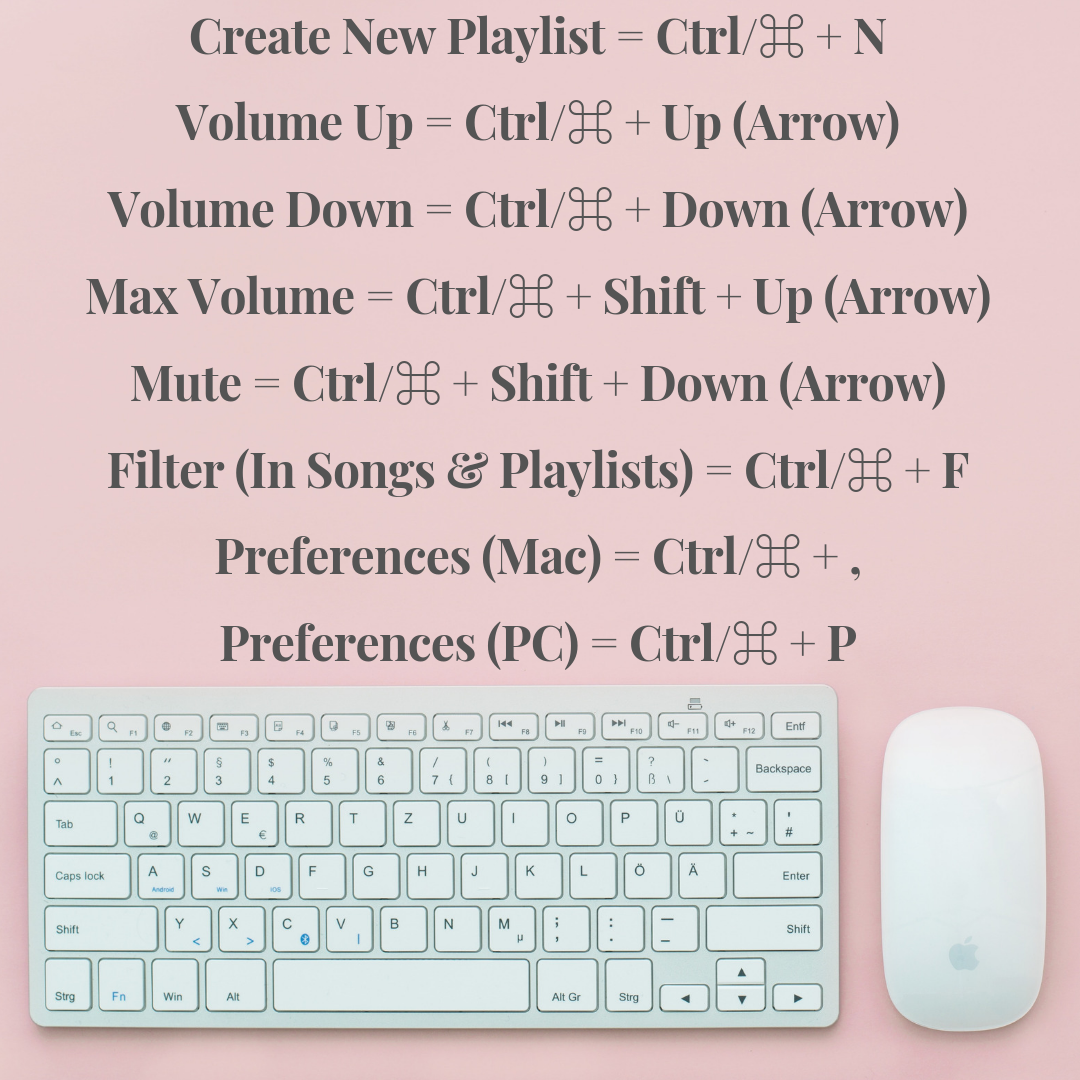 Create New Playlist = Ctrl/⌘ + N
Volume Up = Ctrl/⌘ + Up (Arrow)
Volume Down = Ctrl/⌘ + Down (Arrow)
Max Volume = Ctrl/⌘ + Shift + Up (Arrow)
Mute = Ctrl/⌘ + Shift + Down (Arrow)
Filter (In Songs & Playlists) = Ctrl/⌘ + F
Preferences (Mac) = Ctrl/⌘ + ,
Preferences (PC) = Ctrl/⌘ + P
Esc F1 F2 F3 F4 F5 F6 F7 F8 F9 F10 F11 F12 Entf
° ! " § $ % & / ( ) = ? `
^ 1 2 3 4 5 6 7 { 8 [ 9 ] 0 } ß \ ´ Backspace
Tab Q @ W E € R T Z U I O P Ü * + ~ ' #
Caps lock A Android S Win D IOS F G H J K L Ö Ä Enter
Shift Y < X > C V | B N M µ ; , : . — – Shift
Strg Fn Win Alt Alt Gr Strg ◄ ▲ ▼ ►